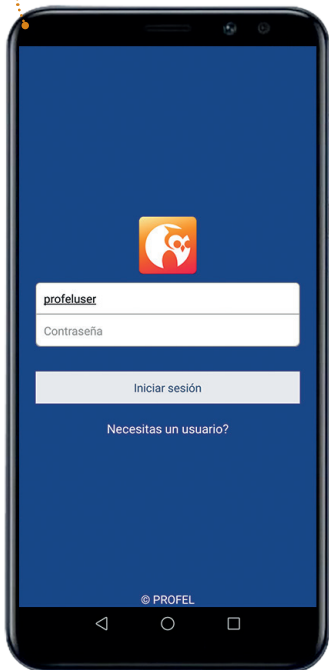 profeluser
Contraseña
Iniciar sesión
Necesitas un usuario?
© PROFEL